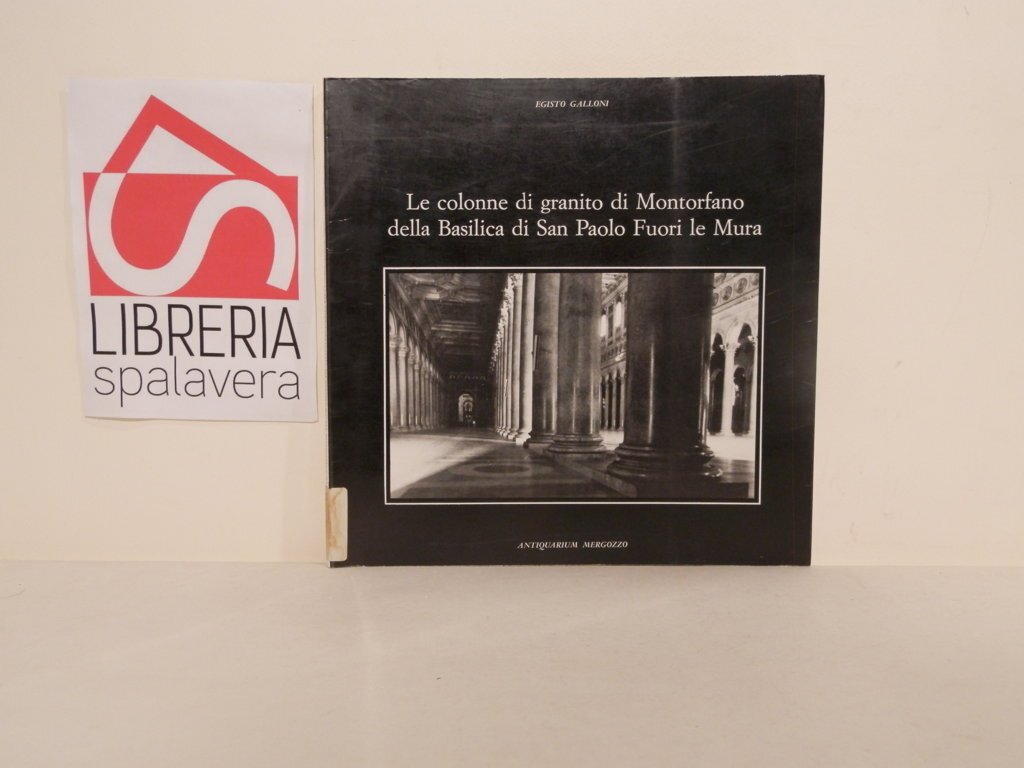 LIBRERIA
spalavera
EGISTO GALLONI
Le colonne di granito di Montorfano
della Basilica di San Paolo Fuori le Mura
ANTIQUARIUM MERGOZZO